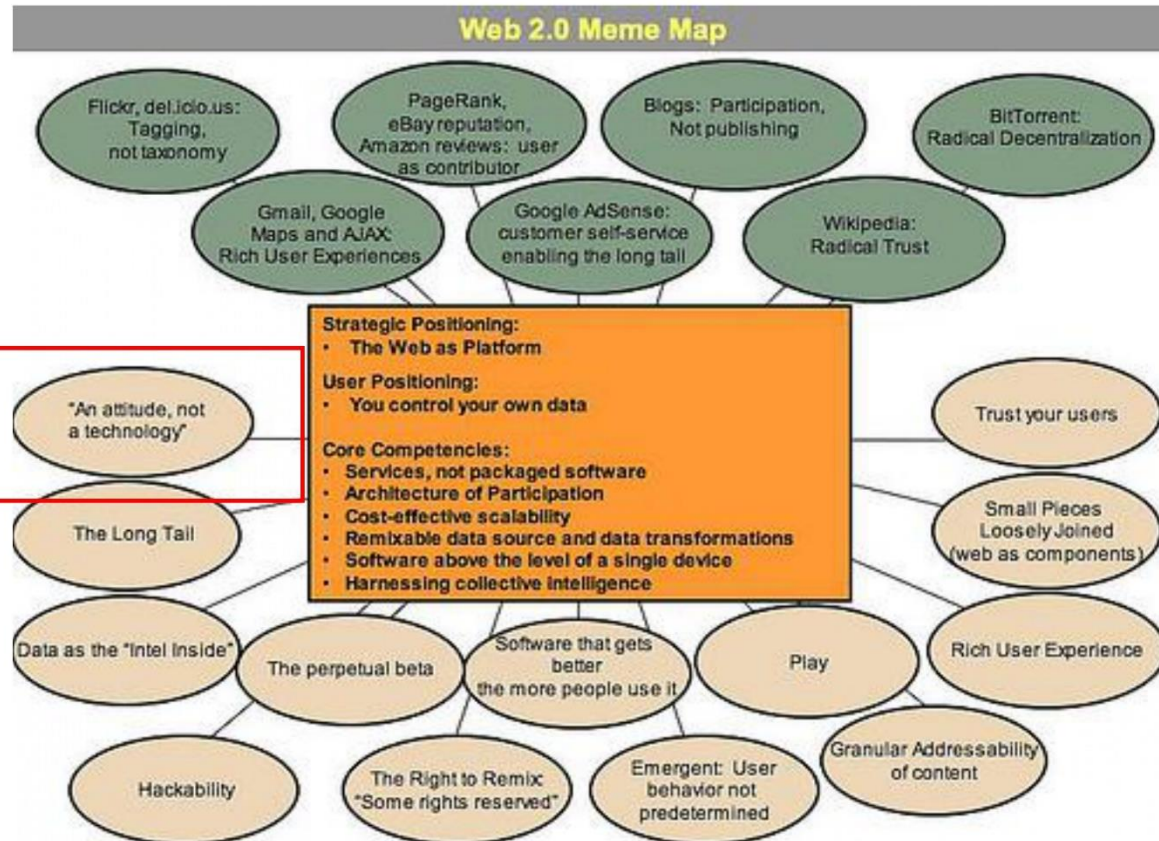 Web 2.0 Meme Map
Flickr, del.icio.us:
Tagging,
not taxonomy
PageRank,
eBay reputation,
Amazon reviews: user
as contributor
Blogs: Participation,
Not publishing
BitTorrent:
Radical Decentralization
Gmail, Google
Maps and AJAX:
Rich User Experiences
Google AdSense:
customer self-service
enabling the long tail
Wikipedia:
Radical Trust
Strategic Positioning:
• The Web as Platform
User Positioning:
• You control your own data
Core Competencies:
• Services, not packaged software
• Architecture of Participation
• Cost-effective scalability
• Remixable data source and data transformations
• Software above the level of a single device
• Harnessing collective intelligence
"An attitude, not
a technology"
Trust your users
The Long Tail
Small Pieces
Loosely Joined
(web as components)
Data as the "Intel Inside"
The perpetual beta
Software that gets
better
the more people use it
Play
Rich User Experience
Hackability
The Right to Remix:
"Some rights reserved"
Emergent: User
behavior not
predetermined
Granular Addressability
of content